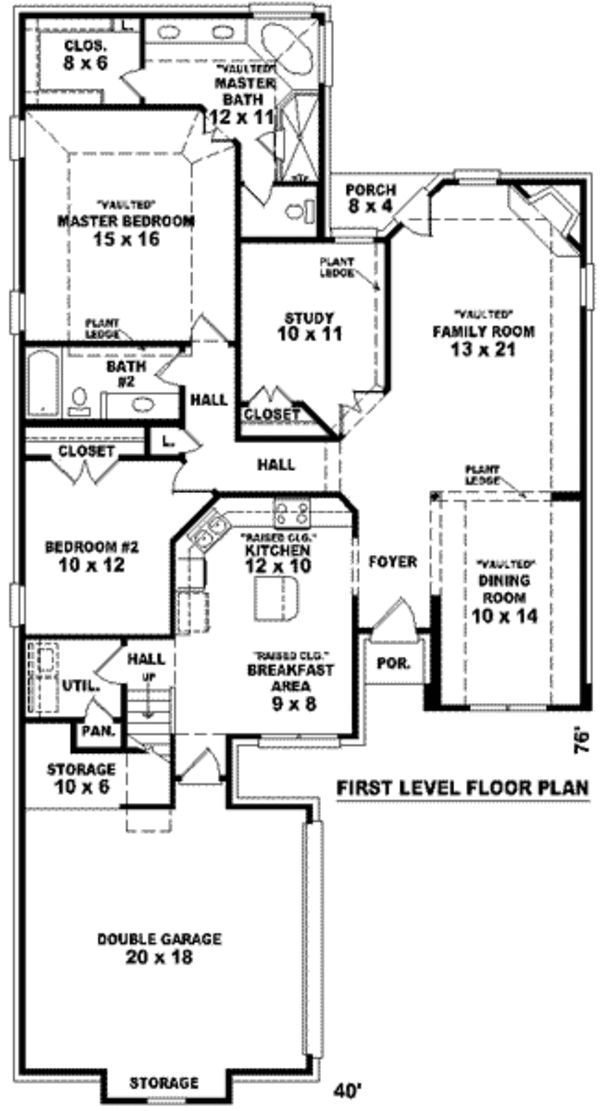 L.
CLOS.
8 x 6
"VAULTED"
MASTER
BATH
12 x 11
PORCH
8 x 4
"VAULTED"
MASTER BEDROOM
15 x 16
PLANT
LEDGE
STUDY
10 x 11
"VAULTED"
FAMILY ROOM
13 x 21
PLANT
LEDGE
BATH
#2
HALL
CLOSET
L.
CLOSET
HALL
PLANT
LEDGE
BEDROOM #2
10 x 12
"RAISED CLG."
KITCHEN
12 x 10
FOYER
"VAULTED"
DINING
ROOM
10 x 14
HALL
UP
"RAISED CLG."
BREAKFAST
AREA
9 x 8
POR.
UTIL.
PAN.
76'
STORAGE
10 x 6
FIRST LEVEL FLOOR PLAN
DOUBLE GARAGE
20 x 18
STORAGE
40'